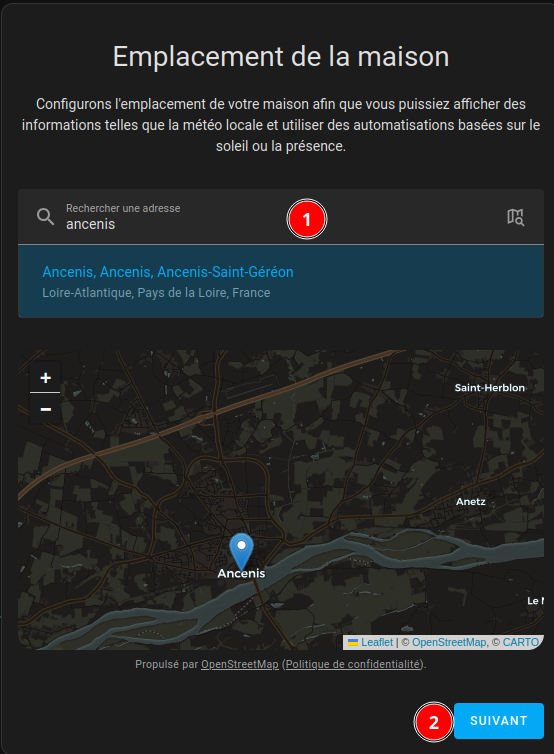 Emplacement de la maison
Configurons l'emplacement de votre maison afin que vous puissiez afficher des
informations telles que la météo locale et utiliser des automatisations basées sur le
soleil ou la présence.
Rechercher une adresse
ancenis
1
Ancenis, Ancenis, Ancenis-Saint-Géréon
Loire-Atlantique, Pays de la Loire, France
+
−
Saint-Herblon
Anetz
Ancenis
Le
Leaflet | © OpenStreetMap, © CARTO
Propulsé par OpenStreetMap (Politique de confidentialité).
2
SUIVANT